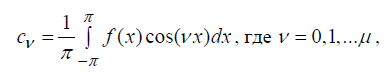 c_ν = 1/π ∫_{-π}^{π} f(x)cos(νx)dx, где ν = 0,1,...μ,